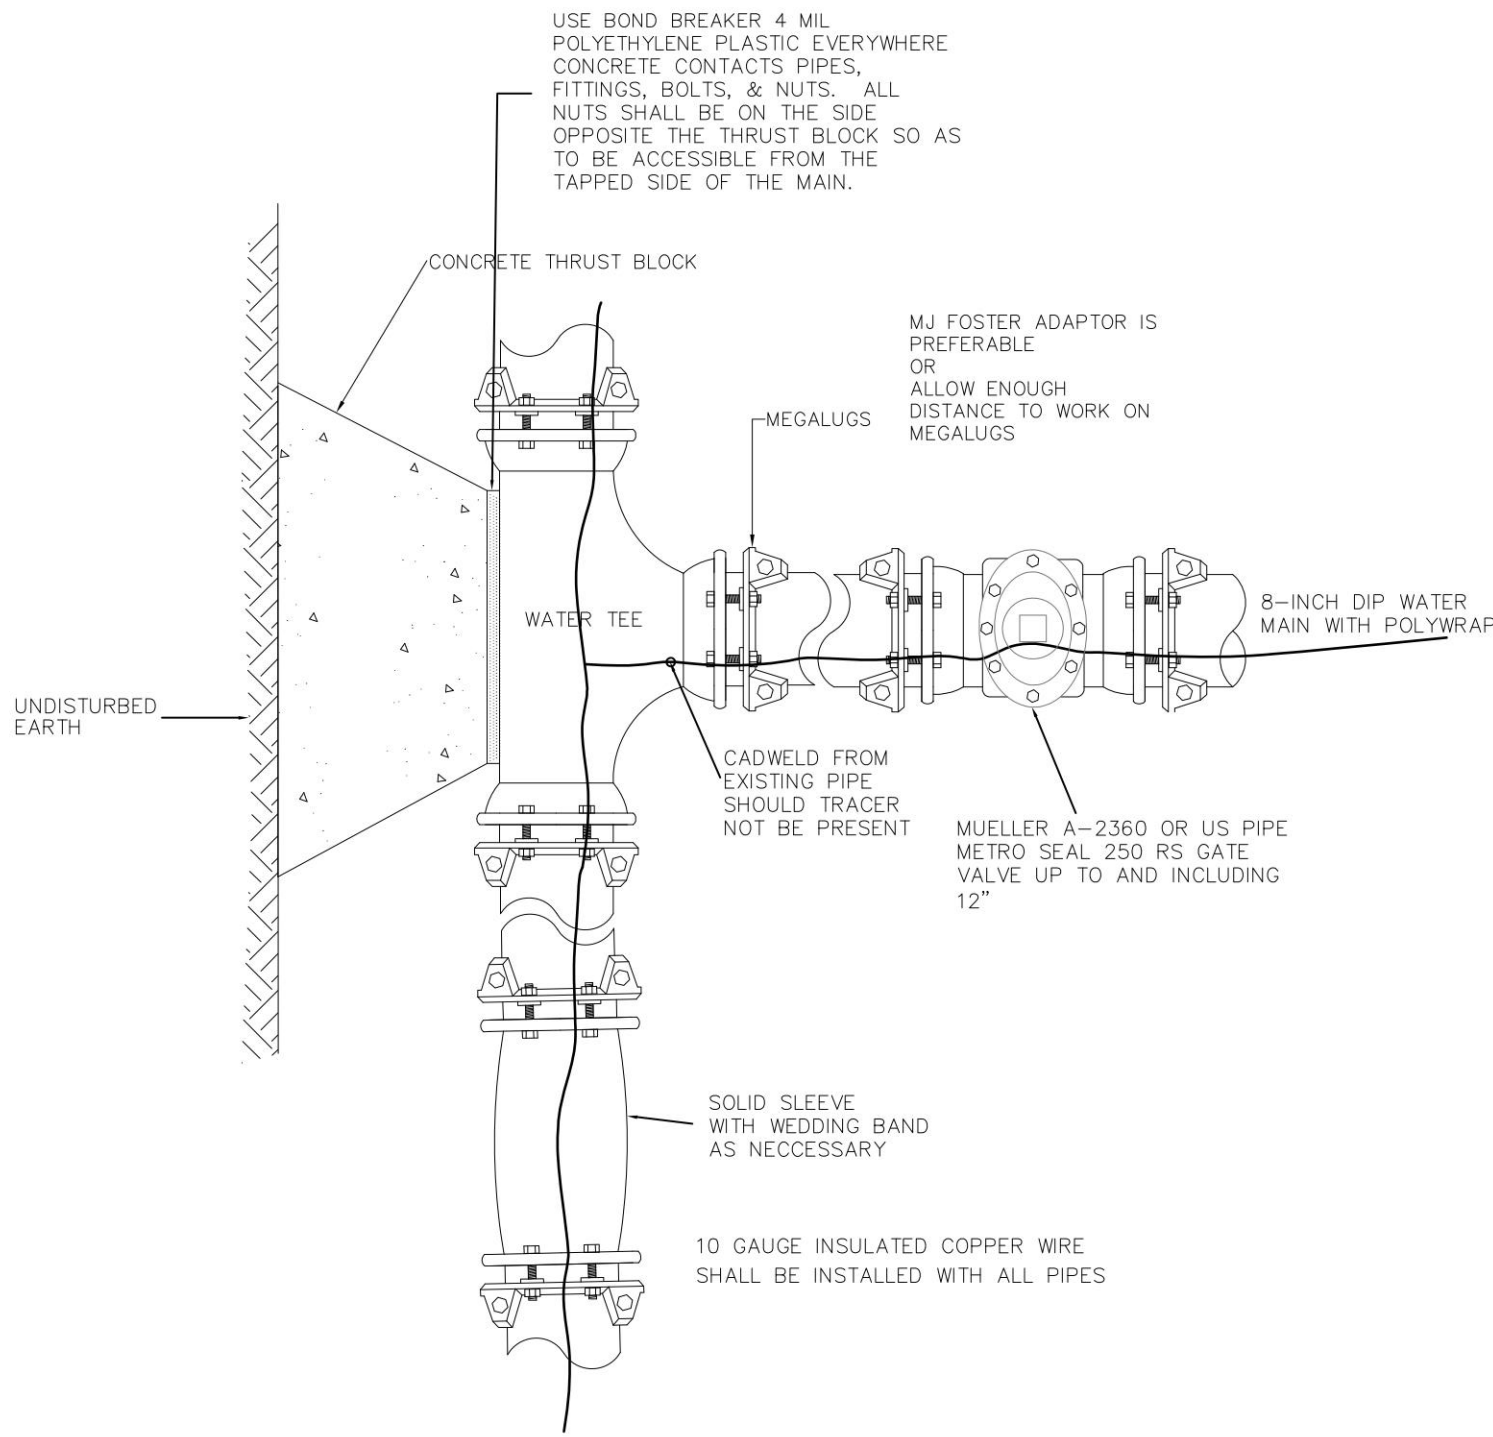 USE BOND BREAKER 4 MIL
POLYETHYLENE PLASTIC EVERYWHERE
CONCRETE CONTACTS PIPES,
FITTINGS, BOLTS, & NUTS. ALL
NUTS SHALL BE ON THE SIDE
OPPOSITE THE THRUST BLOCK SO AS
TO BE ACCESSIBLE FROM THE
TAPPED SIDE OF THE MAIN.
CONCRETE THRUST BLOCK
MJ FOSTER ADAPTOR IS
PREFERABLE
OR
ALLOW ENOUGH
DISTANCE TO WORK ON
MEGALUGS
MEGALUGS
WATER TEE
8-INCH DIP WATER
MAIN WITH POLYWRAP
UNDISTURBED
EARTH
CADWELD FROM
EXISTING PIPE
SHOULD TRACER
NOT BE PRESENT
MUELLER A-2360 OR US PIPE
METRO SEAL 250 RS GATE
VALVE UP TO AND INCLUDING
12"
SOLID SLEEVE
WITH WEDDING BAND
AS NECCESSARY
10 GAUGE INSULATED COPPER WIRE
SHALL BE INSTALLED WITH ALL PIPES